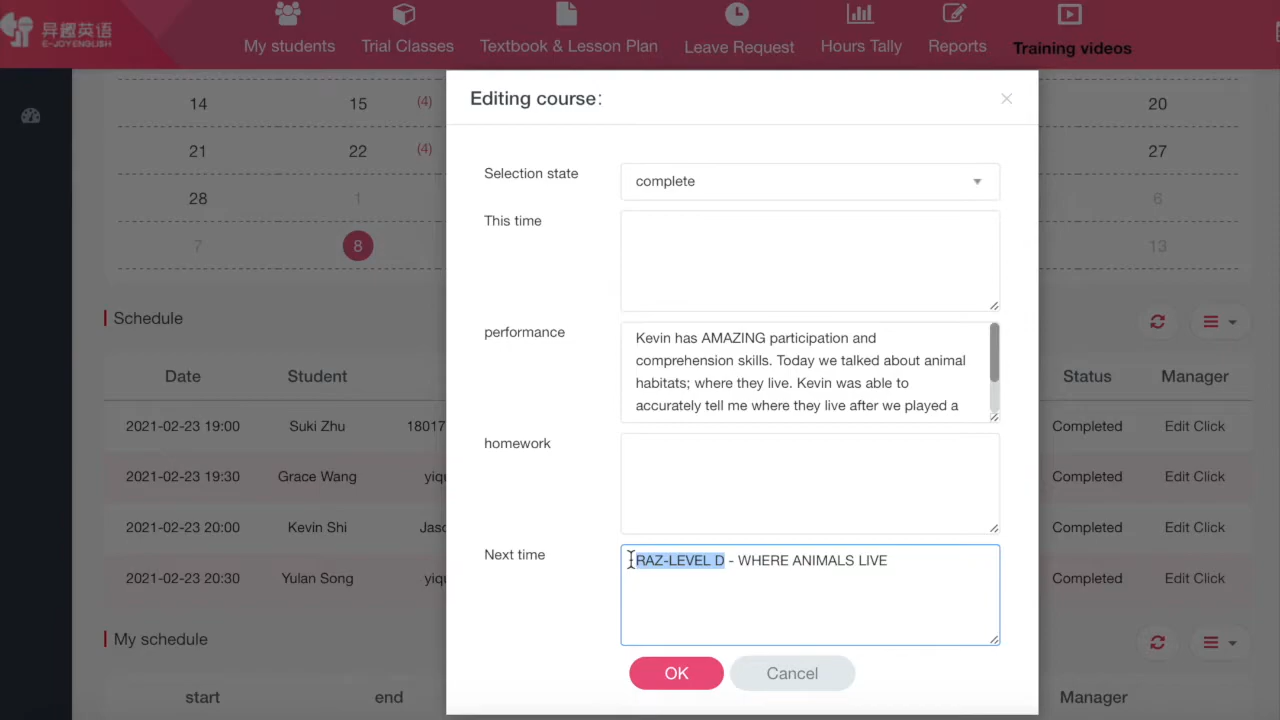 异趣英语
E-JOYENGLISH
My students
Trial Classes
Textbook & Lesson Plan
Leave Request
Hours Tally
Reports
Training videos
14 15 (4) 20
21 22 (4) 27
28 1 6
7 8 13
Editing course:
Selection state
complete
This time
performance
Kevin has AMAZING participation and
comprehension skills. Today we talked about animal
habitats; where they live. Kevin was able to
accurately tell me where they live after we played a
homework
Next time
RAZ-LEVEL D - WHERE ANIMALS LIVE
OK
Cancel
Schedule
Date Student Status Manager
2021-02-23 19:00 Suki Zhu 18017 Completed Edit Click
2021-02-23 19:30 Grace Wang yiqu Completed Edit Click
2021-02-23 20:00 Kevin Shi Jaso Completed Edit Click
2021-02-23 20:30 Yulan Song yiqu Completed Edit Click
My schedule
start end Manager